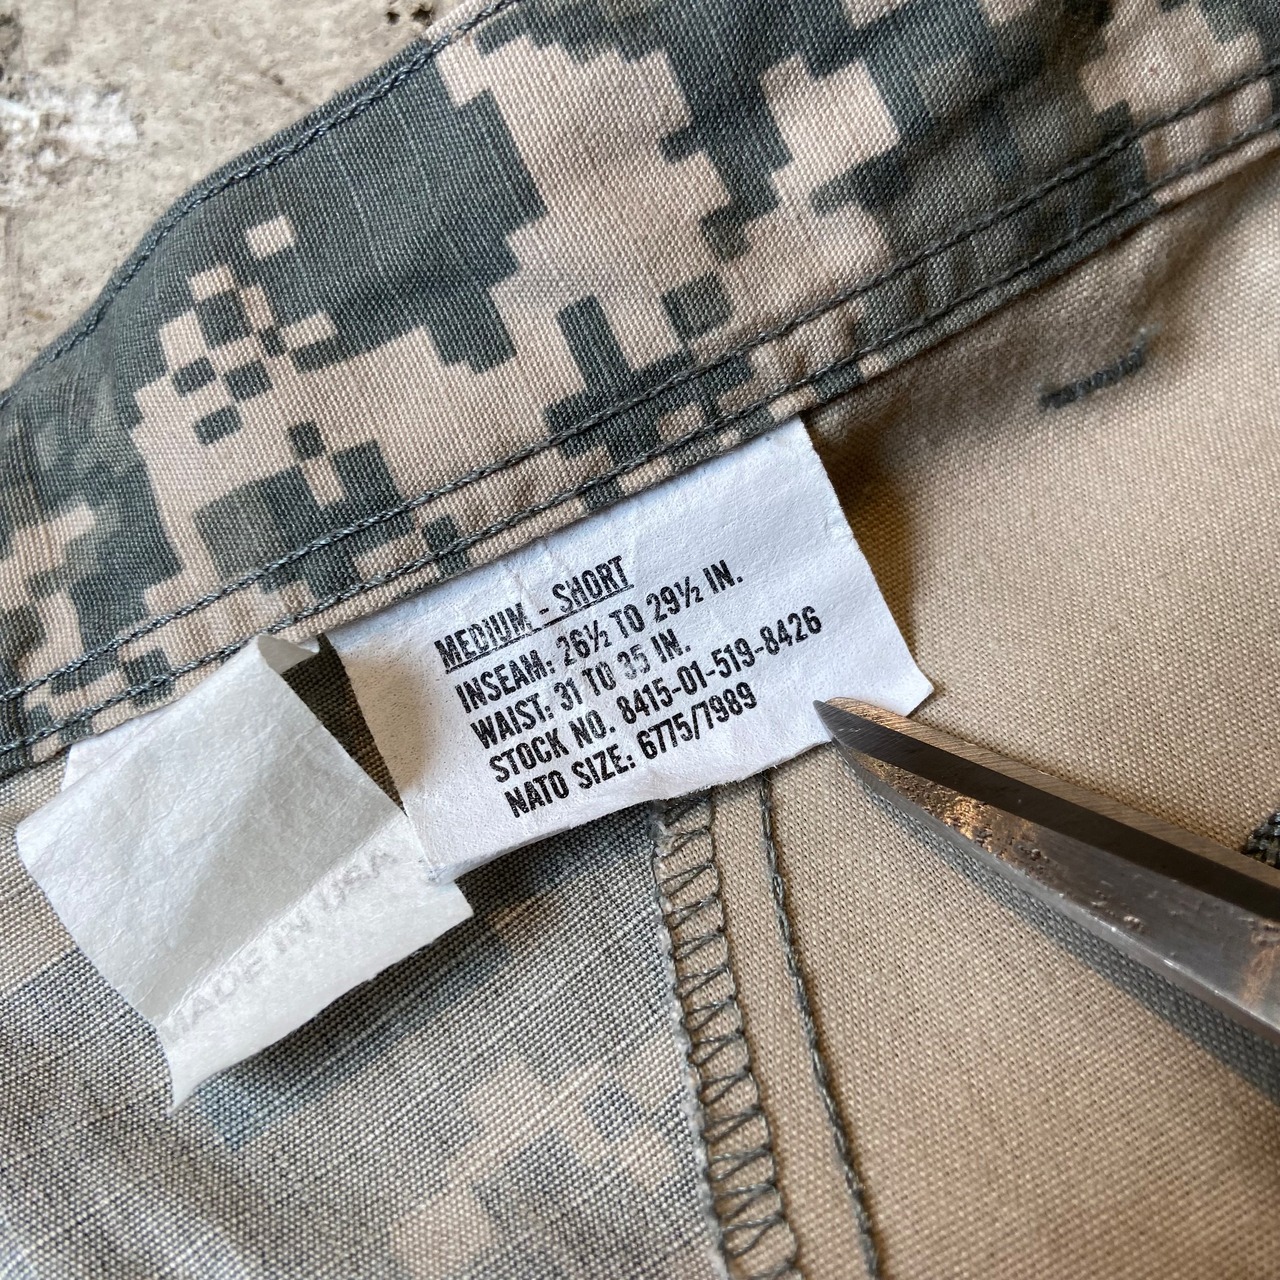 MEDIUM - SHORT
INSEAM: 26½ TO 29½ IN.
WAIST: 31 TO 35 IN.
STOCK NO. 8415-01-519-8426
NATO SIZE: 6775/7989
MADE IN USA